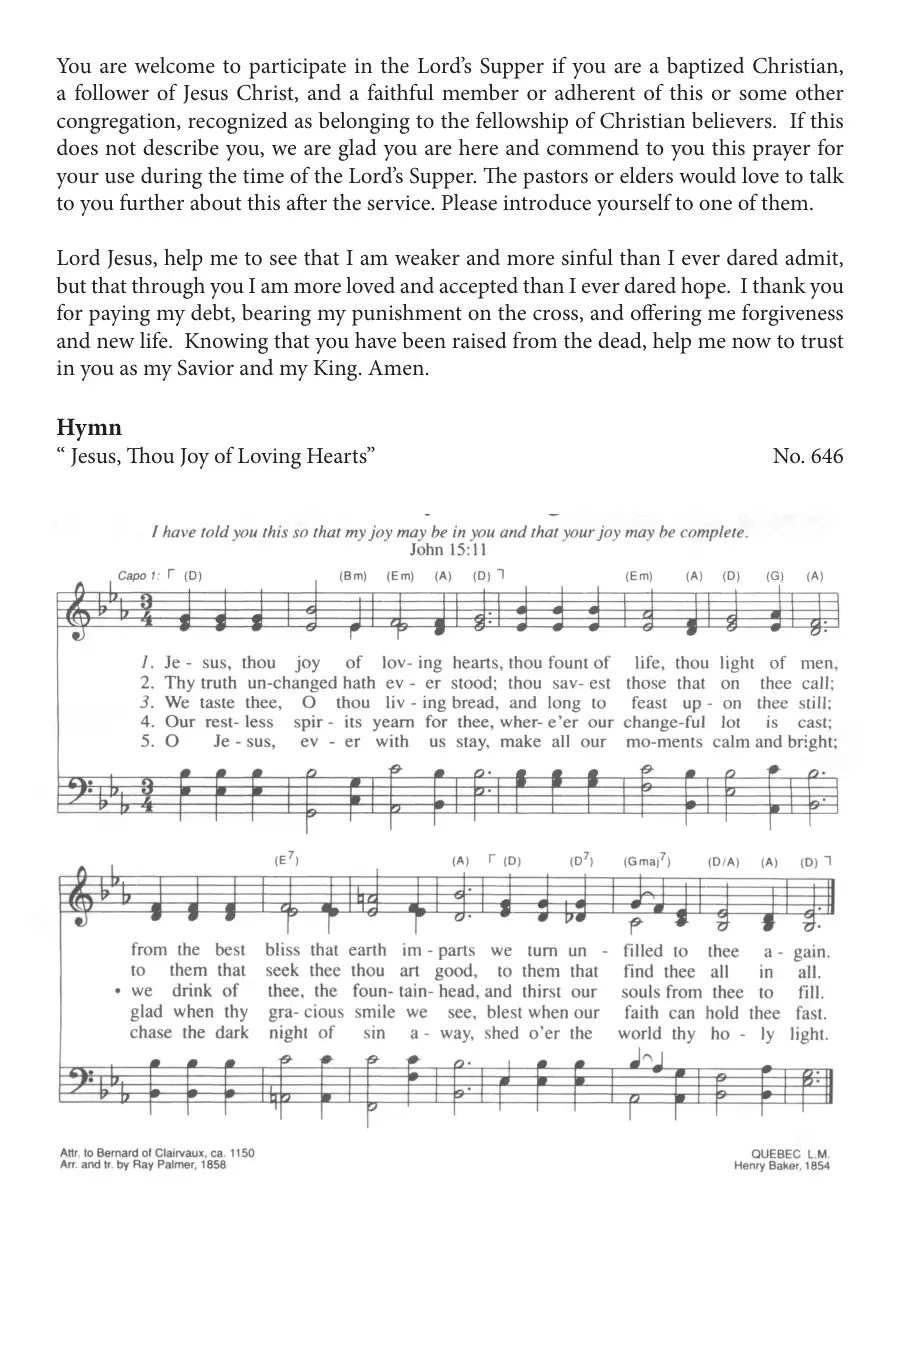 You are welcome to participate in the Lord’s Supper if you are a baptized Christian,
a follower of Jesus Christ, and a faithful member or adherent of this or some other
congregation, recognized as belonging to the fellowship of Christian believers.  If this
does not describe you, we are glad you are here and commend to you this prayer for
your use during the time of the Lord’s Supper. The pastors or elders would love to talk
to you further about this after the service. Please introduce yourself to one of them.
Lord Jesus, help me to see that I am weaker and more sinful than I ever dared admit,
but that through you I am more loved and accepted than I ever dared hope.  I thank you
for paying my debt, bearing my punishment on the cross, and offering me forgiveness
and new life.  Knowing that you have been raised from the dead, help me now to trust
in you as my Savior and my King. Amen.
Hymn
“ Jesus, Thou Joy of Loving Hearts” No. 646
I have told you this so that my joy may be in you and that your joy may be complete.
John 15:11
Capo 1: (D) (Bm) (Em) (A) (D) (Em) (A) (D) (G) (A)
3 4
1. Je - sus, thou joy of lov- ing hearts, thou fount of life, thou light of men,
2. Thy truth un-changed hath ev - er stood; thou sav- est those that on thee call;
3. We taste thee, O thou liv - ing bread, and long to feast up - on thee still;
4. Our rest- less spir - its yearn for thee, wher- e’er our change-ful lot is cast;
5. O Je - sus, ev - er with us stay, make all our mo-ments calm and bright;
3 4
(E7) (A) (D) (D7) (Gmaj7) (D/A) (A) (D)
from the best bliss that earth im - parts we turn un - filled to thee a - gain.
to them that seek thee thou art good, to them that find thee all in all.
• we drink of thee, the foun- tain- head, and thirst our souls from thee to fill.
glad when thy gra- cious smile we see, blest when our faith can hold thee fast.
chase the dark night of sin a - way, shed o’er the world thy ho - ly light.
Attr. to Bernard of Clairvaux, ca. 1150 QUEBEC L.M.
Arr. and tr. by Ray Palmer, 1858 Henry Baker, 1854